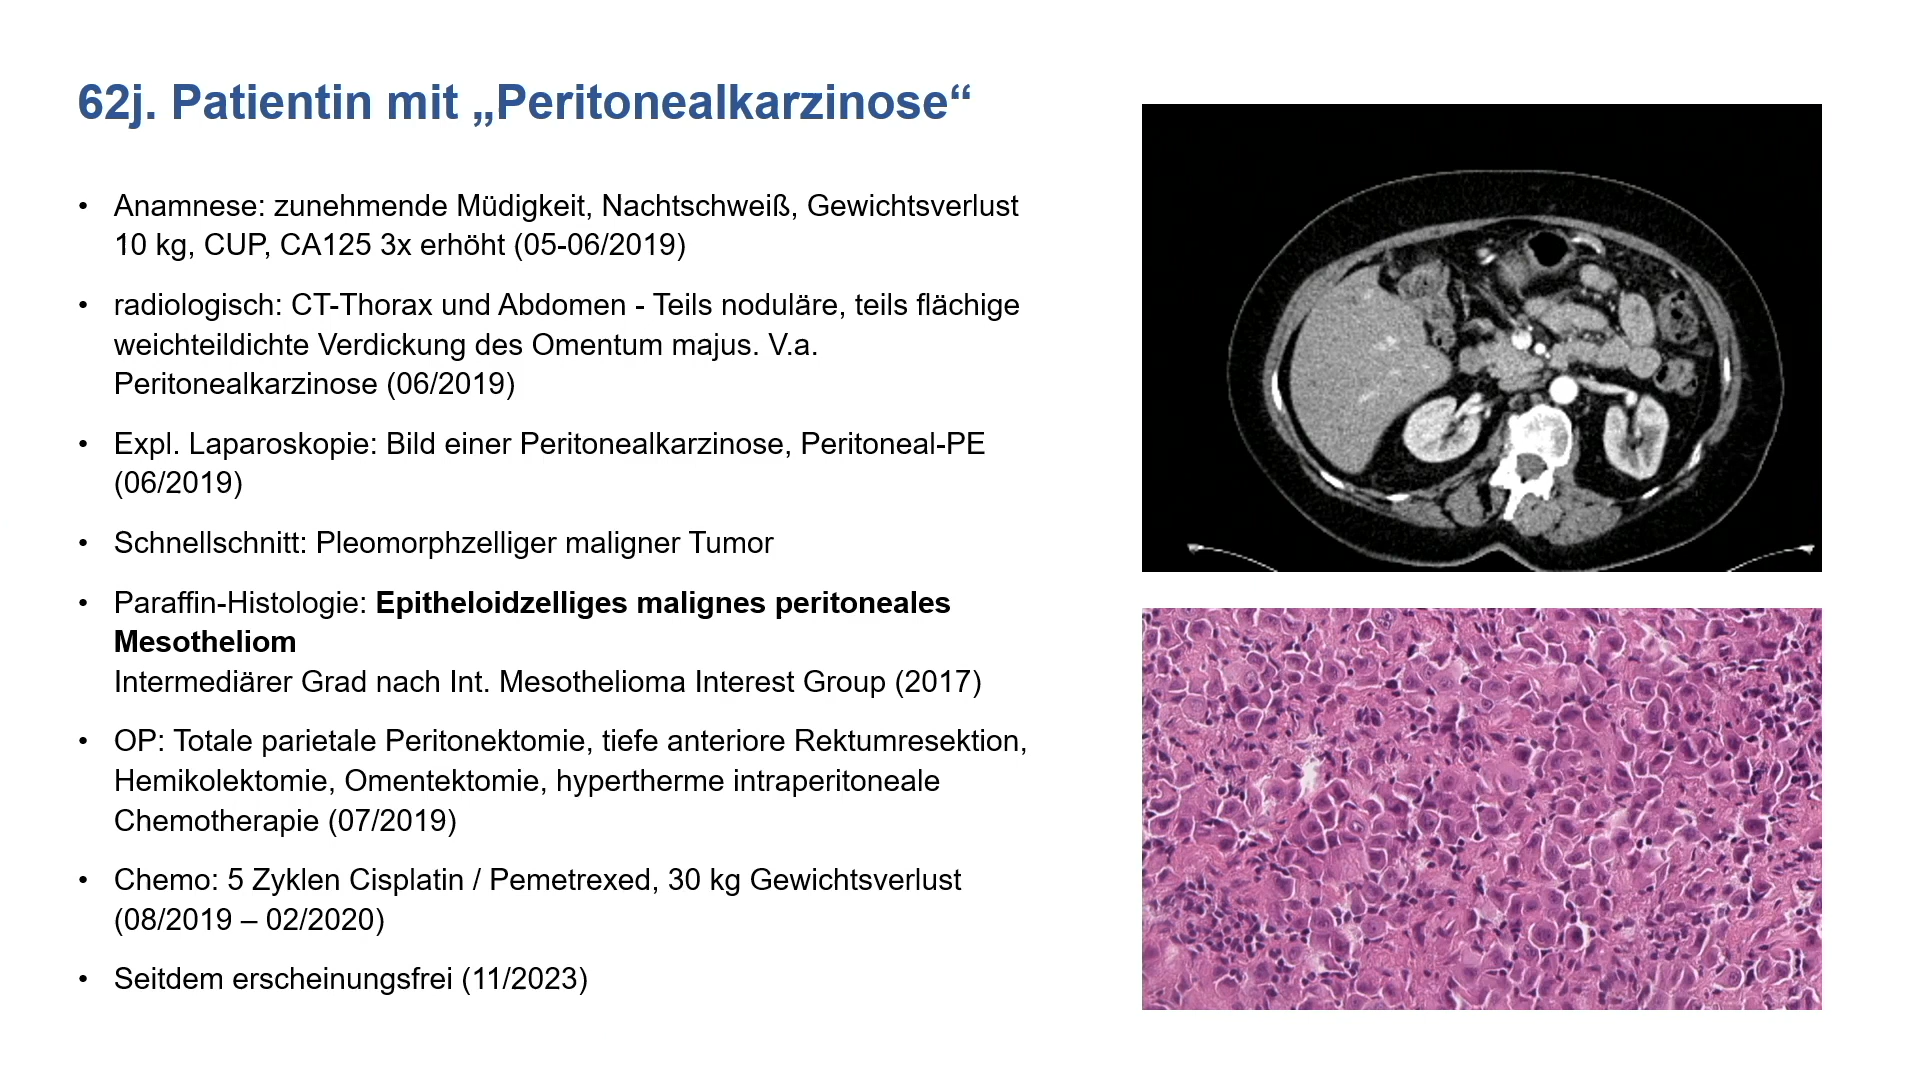 62j. Patientin mit „Peritonealkarzinose“
• Anamnese: zunehmende Müdigkeit, Nachtschweiß, Gewichtsverlust
10 kg, CUP, CA125 3x erhöht (05-06/2019)
• radiologisch: CT-Thorax und Abdomen - Teils noduläre, teils flächige
weichteildichte Verdickung des Omentum majus. V.a.
Peritonealkarzinose (06/2019)
• Expl. Laparoskopie: Bild einer Peritonealkarzinose, Peritoneal-PE
(06/2019)
• Schnellschnitt: Pleomorphzelliger maligner Tumor
• Paraffin-Histologie: Epitheloidzelliges malignes peritoneales
Mesotheliom
Intermediärer Grad nach Int. Mesothelioma Interest Group (2017)
• OP: Totale parietale Peritonektomie, tiefe anteriore Rektumresektion,
Hemikolektomie, Omentektomie, hypertherme intraperitoneale
Chemotherapie (07/2019)
• Chemo: 5 Zyklen Cisplatin / Pemetrexed, 30 kg Gewichtsverlust
(08/2019 – 02/2020)
• Seitdem erscheinungsfrei (11/2023)